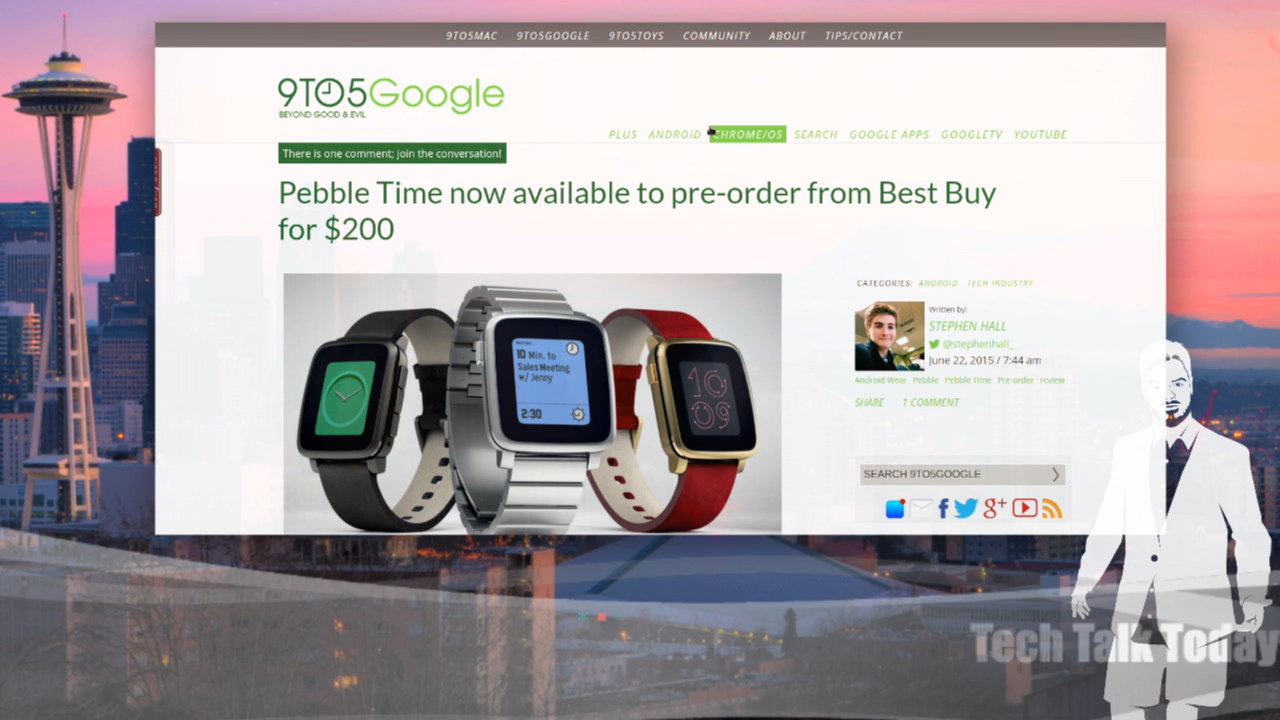 9TO5MAC 9TO5GOOGLE 9TO5TOYS COMMUNITY ABOUT TIPS/CONTACT
9TO5Google
BEYOND GOOD & EVIL
PLUS ANDROID CHROME/OS SEARCH GOOGLE APPS GOOGLETV YOUTUBE
There is one comment; join the conversation!
Pebble Time now available to pre-order from Best Buy
for $200
CATEGORIES: ANDROID TECH INDUSTRY
Written by:
STEPHEN HALL
@stephenhall_
June 22, 2015 / 7:44 am
Android Wear Pebble Pebble Time Pre-order review
SHARE 1 COMMENT
10 Min. to
Sales Meeting
w/ Jenny
2:30
10
09
SEARCH 9TO5GOOGLE
Tech Talk Today